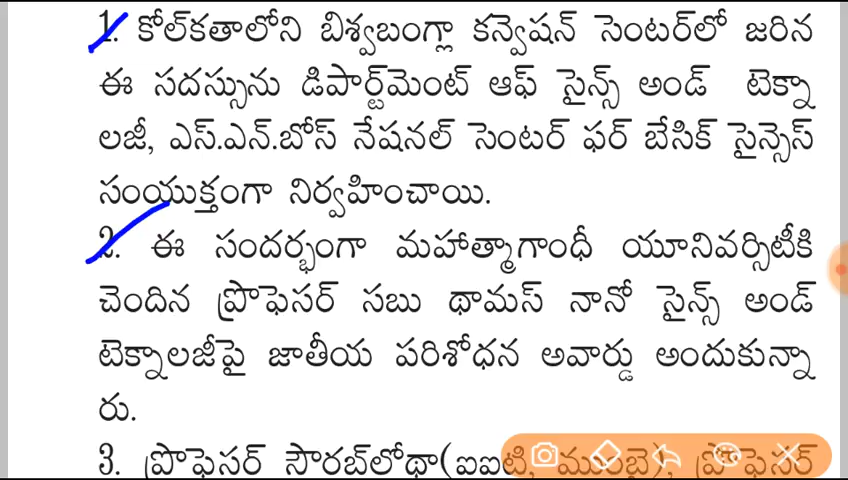 1. కోల్‌కతాలోని బిశ్వబంగ్లా కన్వెషన్ సెంటర్‌లో జరిన
ఈ సదస్సును డిపార్ట్‌మెంట్ ఆఫ్ సైన్స్ అండ్ టెక్నా
లజీ, ఎస్.ఎన్.బోస్ నేషనల్ సెంటర్ ఫర్ బేసిక్ సైన్సెస్
సంయుక్తంగా నిర్వహించాయి.
2. ఈ సందర్భంగా మహాత్మాగాంధీ యూనివర్సిటీకి
చెందిన ప్రొఫెసర్ సబు థామస్ నానో సైన్స్ అండ్
టెక్నాలజీపై జాతీయ పరిశోధన అవార్డు అందుకున్నా
రు.
3. ప్రొఫెసర్ సౌరబ్‌లోథా(ఐఐటి, ముంబై), ప్రొఫెసర్